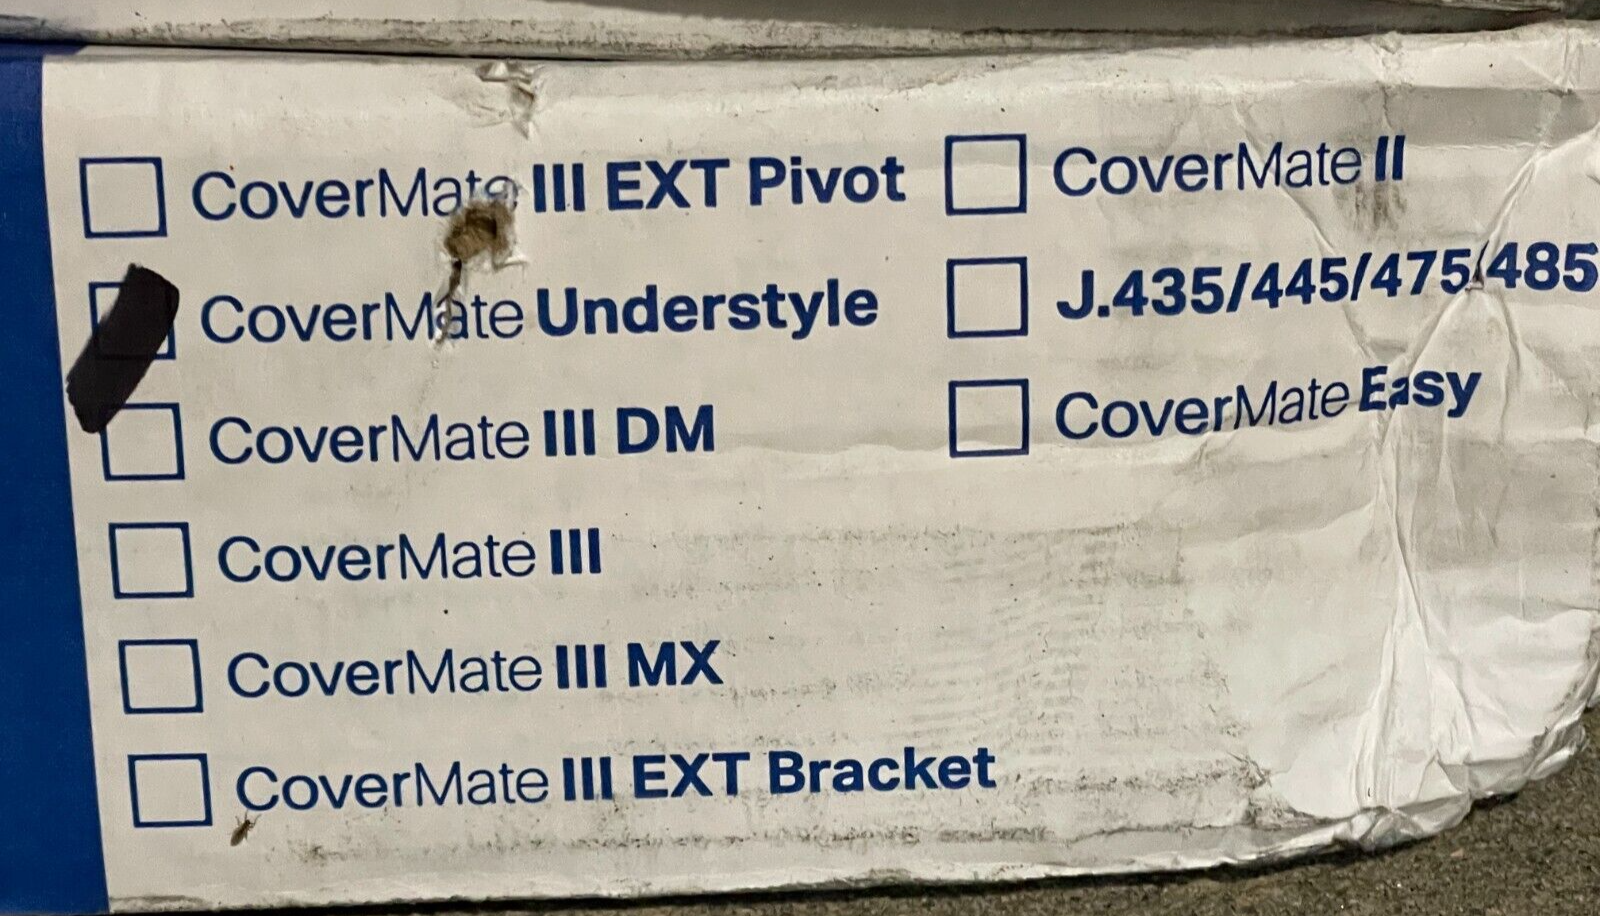 CoverMate III EXT Pivot
CoverMate Understyle
CoverMate III DM
CoverMate III
CoverMate III MX
CoverMate III EXT Bracket
CoverMate II
J.435/445/475/485
CoverMate Easy